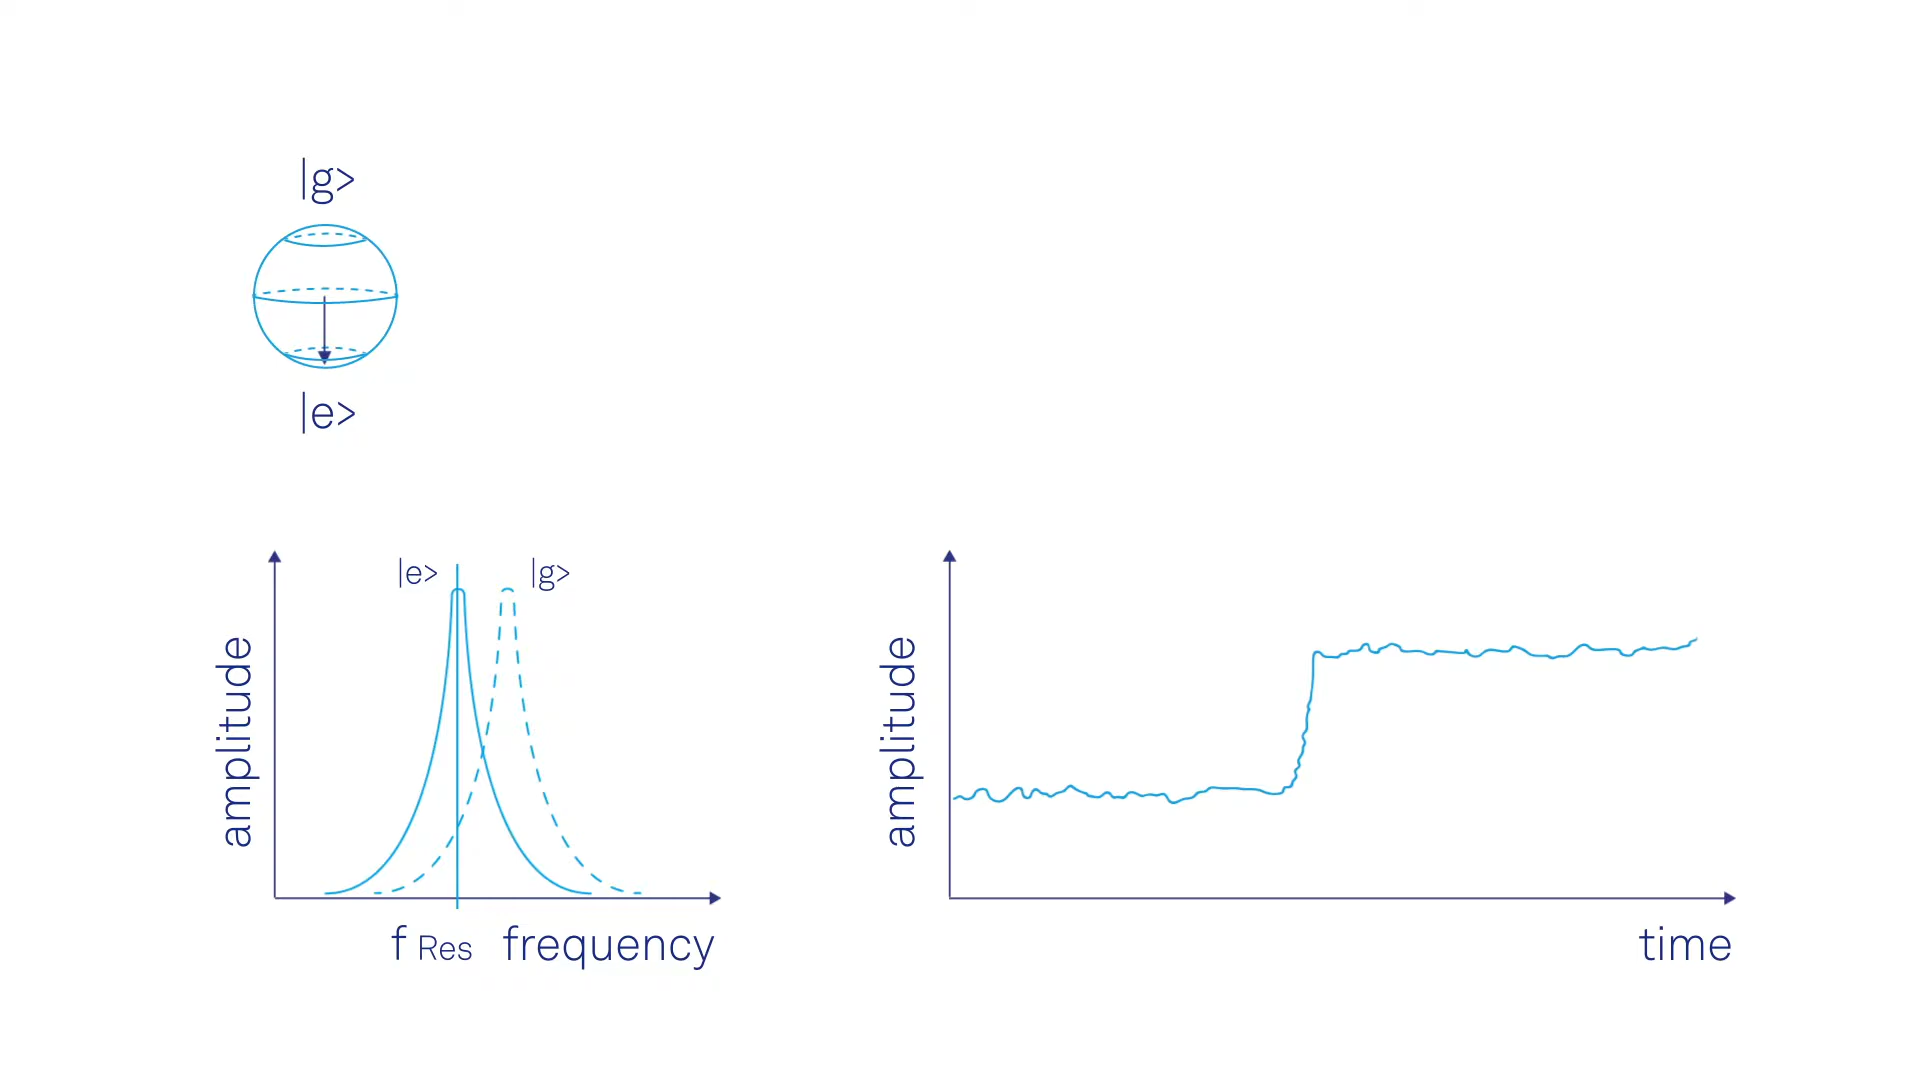 |g>
|e>
|e>
|g>
amplitude
f Res
frequency
amplitude
time